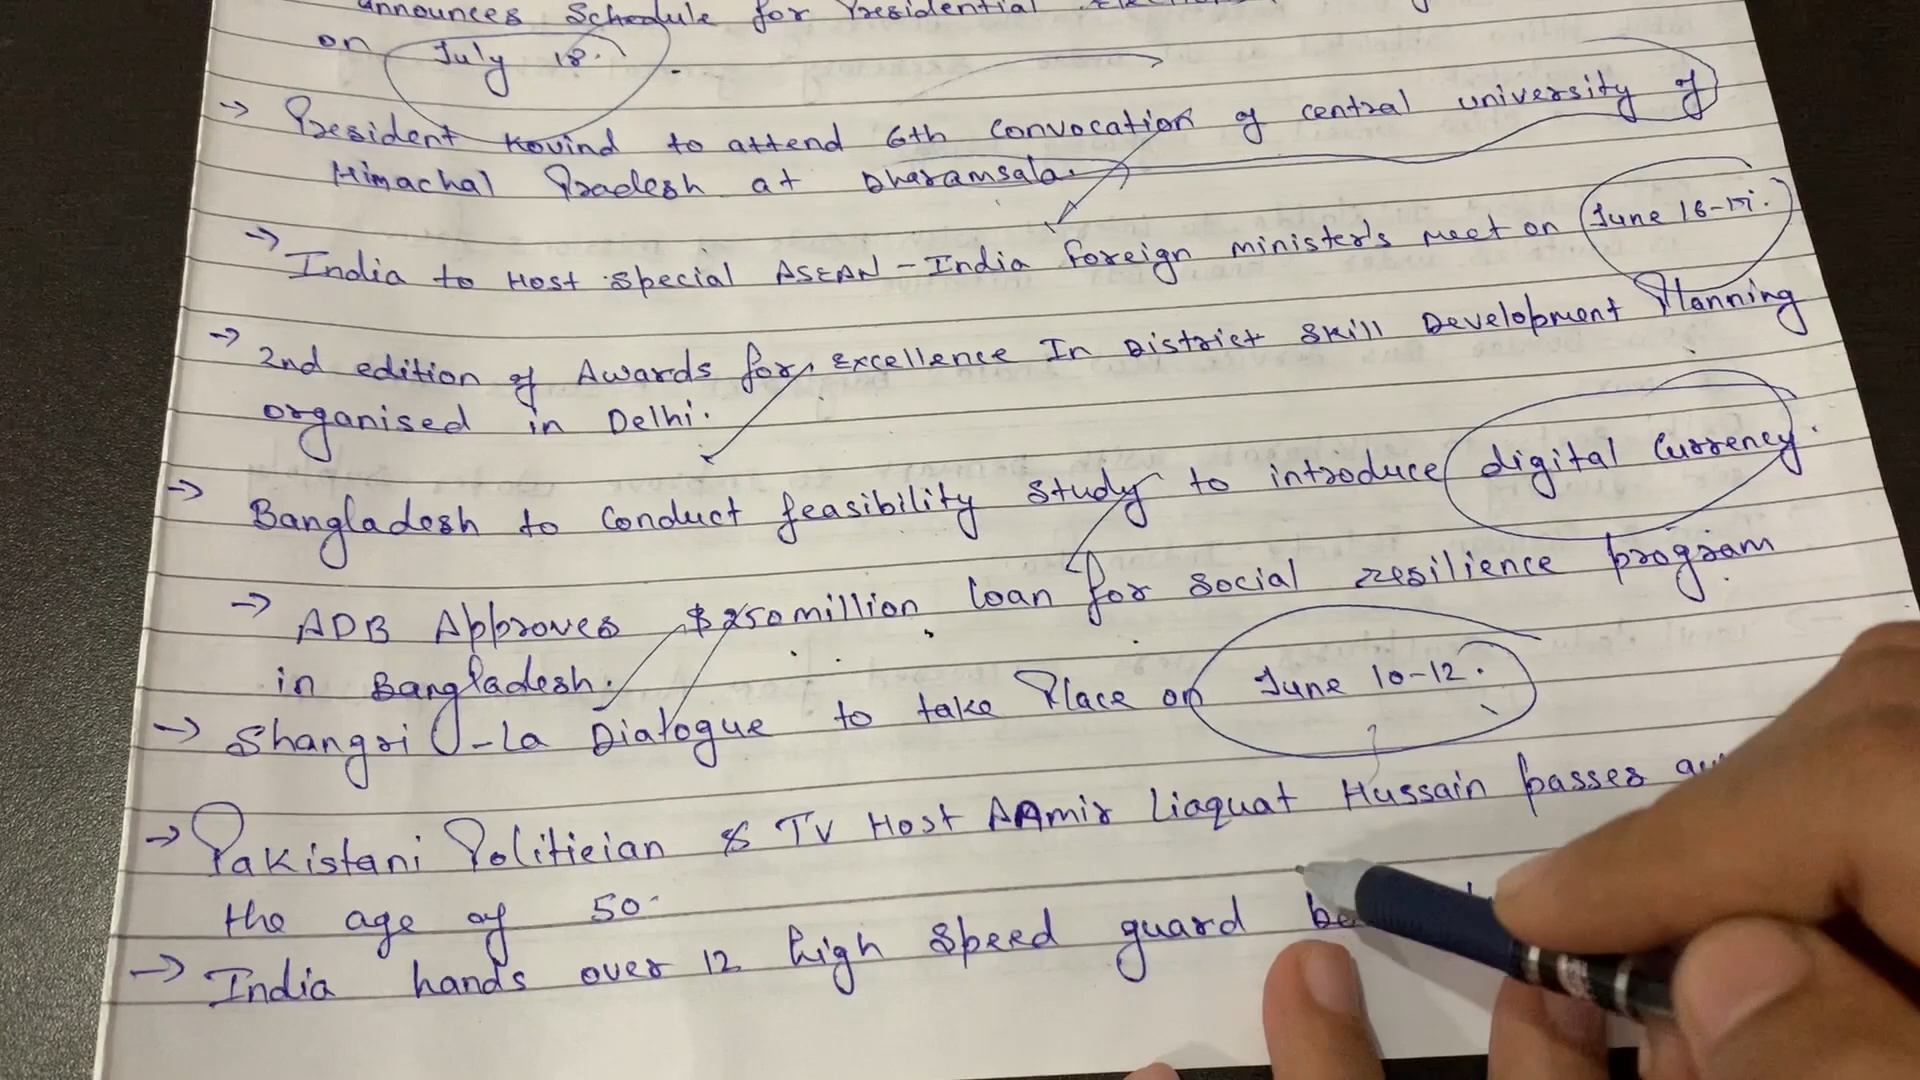 announces Schedule for Presidential
on July 18.
→ President Kovind to attend 6th Convocation of central university of
Himachal Pradesh at Dharamsala.
→ India to Host special ASEAN-India foreign minister's meet on June 16-17.
→ 2nd edition of Awards for Excellence In District Skill Development Planning
organised in Delhi.
→ Bangladesh to conduct feasibility study to introduce digital currency.
→ ADB Approves $250 million loan for social resilience program
in Bangladesh.
→ Shangri-La Dialogue to take Place on June 10-12.
→ Pakistani Politician & TV Host AAmir Liaquat Hussain passes
the age of 50.
→ India hands over 12 high speed guard